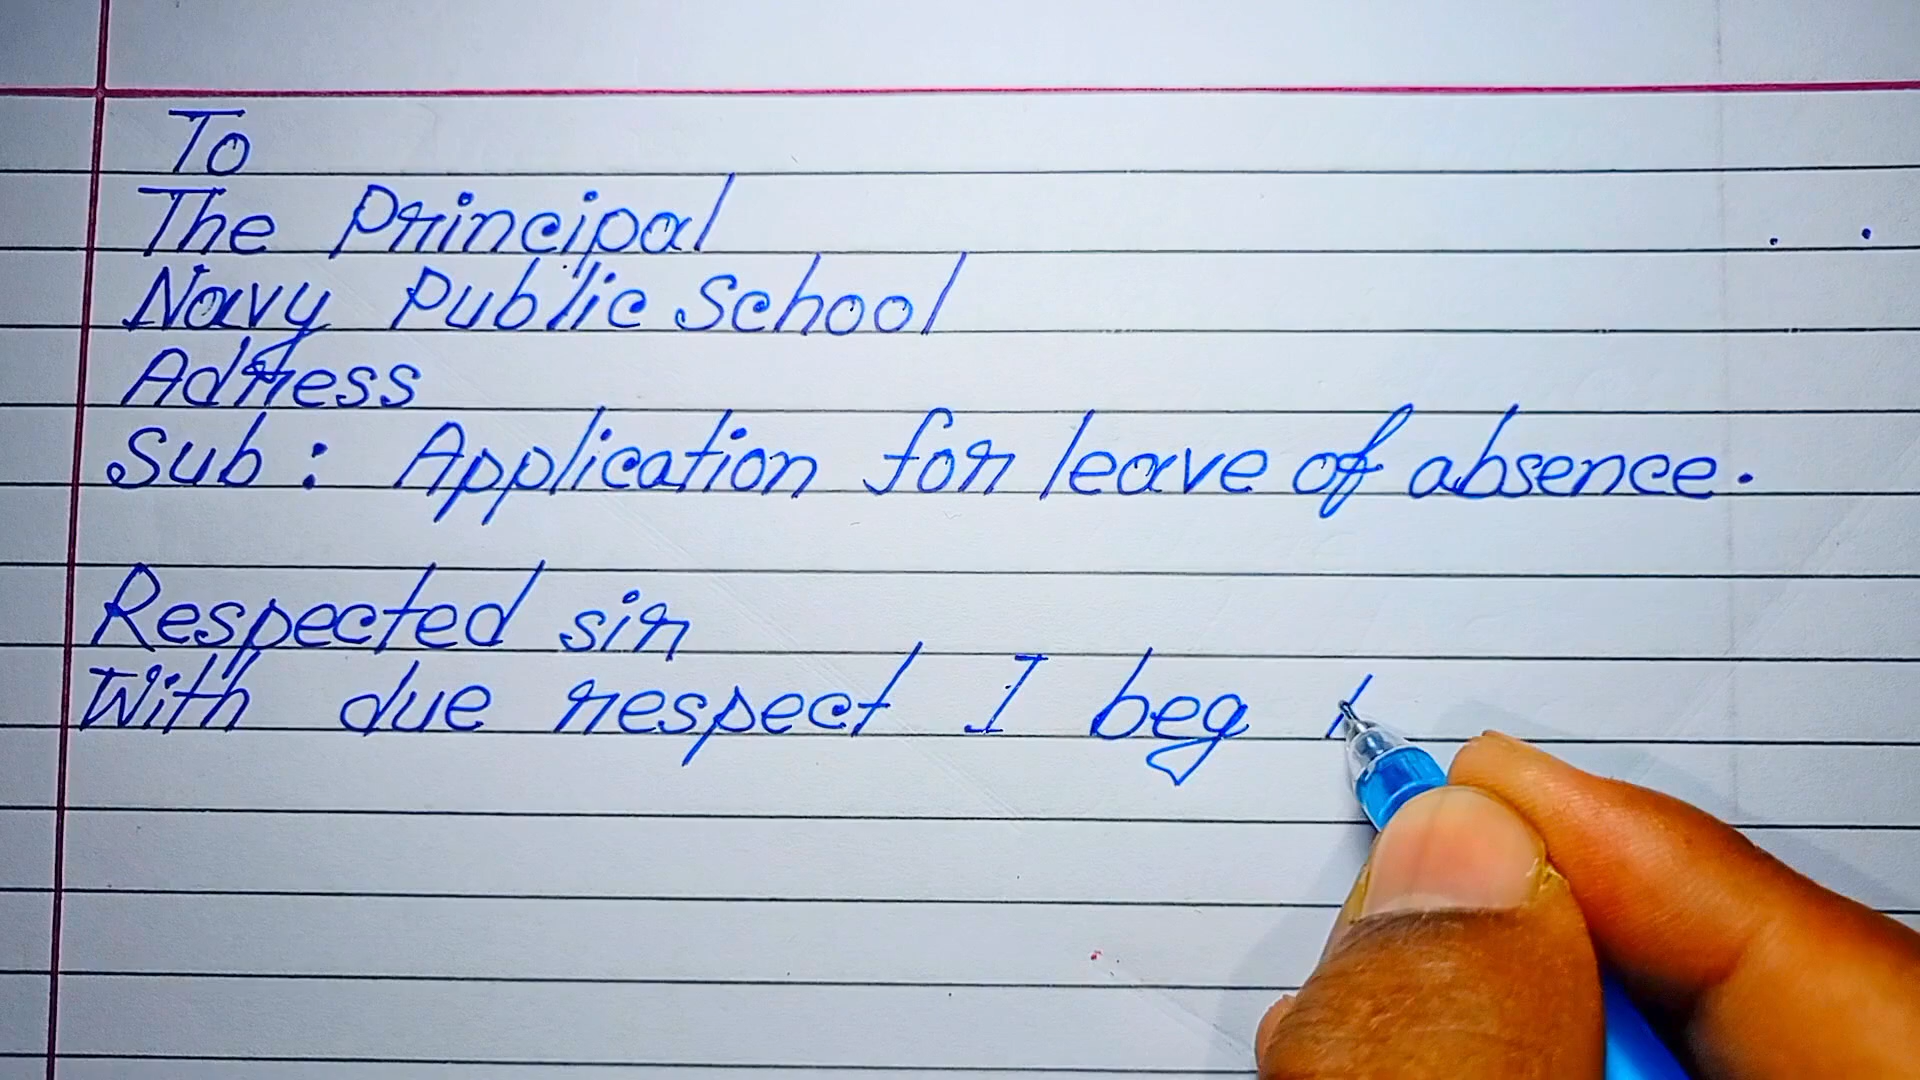 To
The Principal
Navy Public School
Adress
Sub: Application for leave of absence.
Respected sir
With due respect I beg t